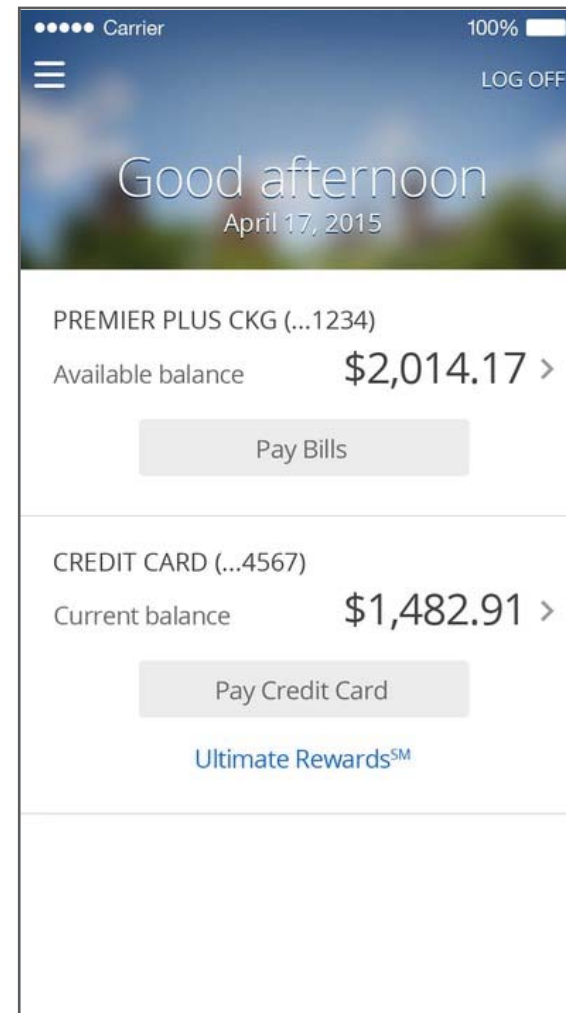 Carrier 100%
LOG OFF
Good afternoon
April 17, 2015
PREMIER PLUS CKG (...1234)
Available balance $2,014.17 >
Pay Bills
CREDIT CARD (...4567)
Current balance $1,482.91 >
Pay Credit Card
Ultimate Rewards℠